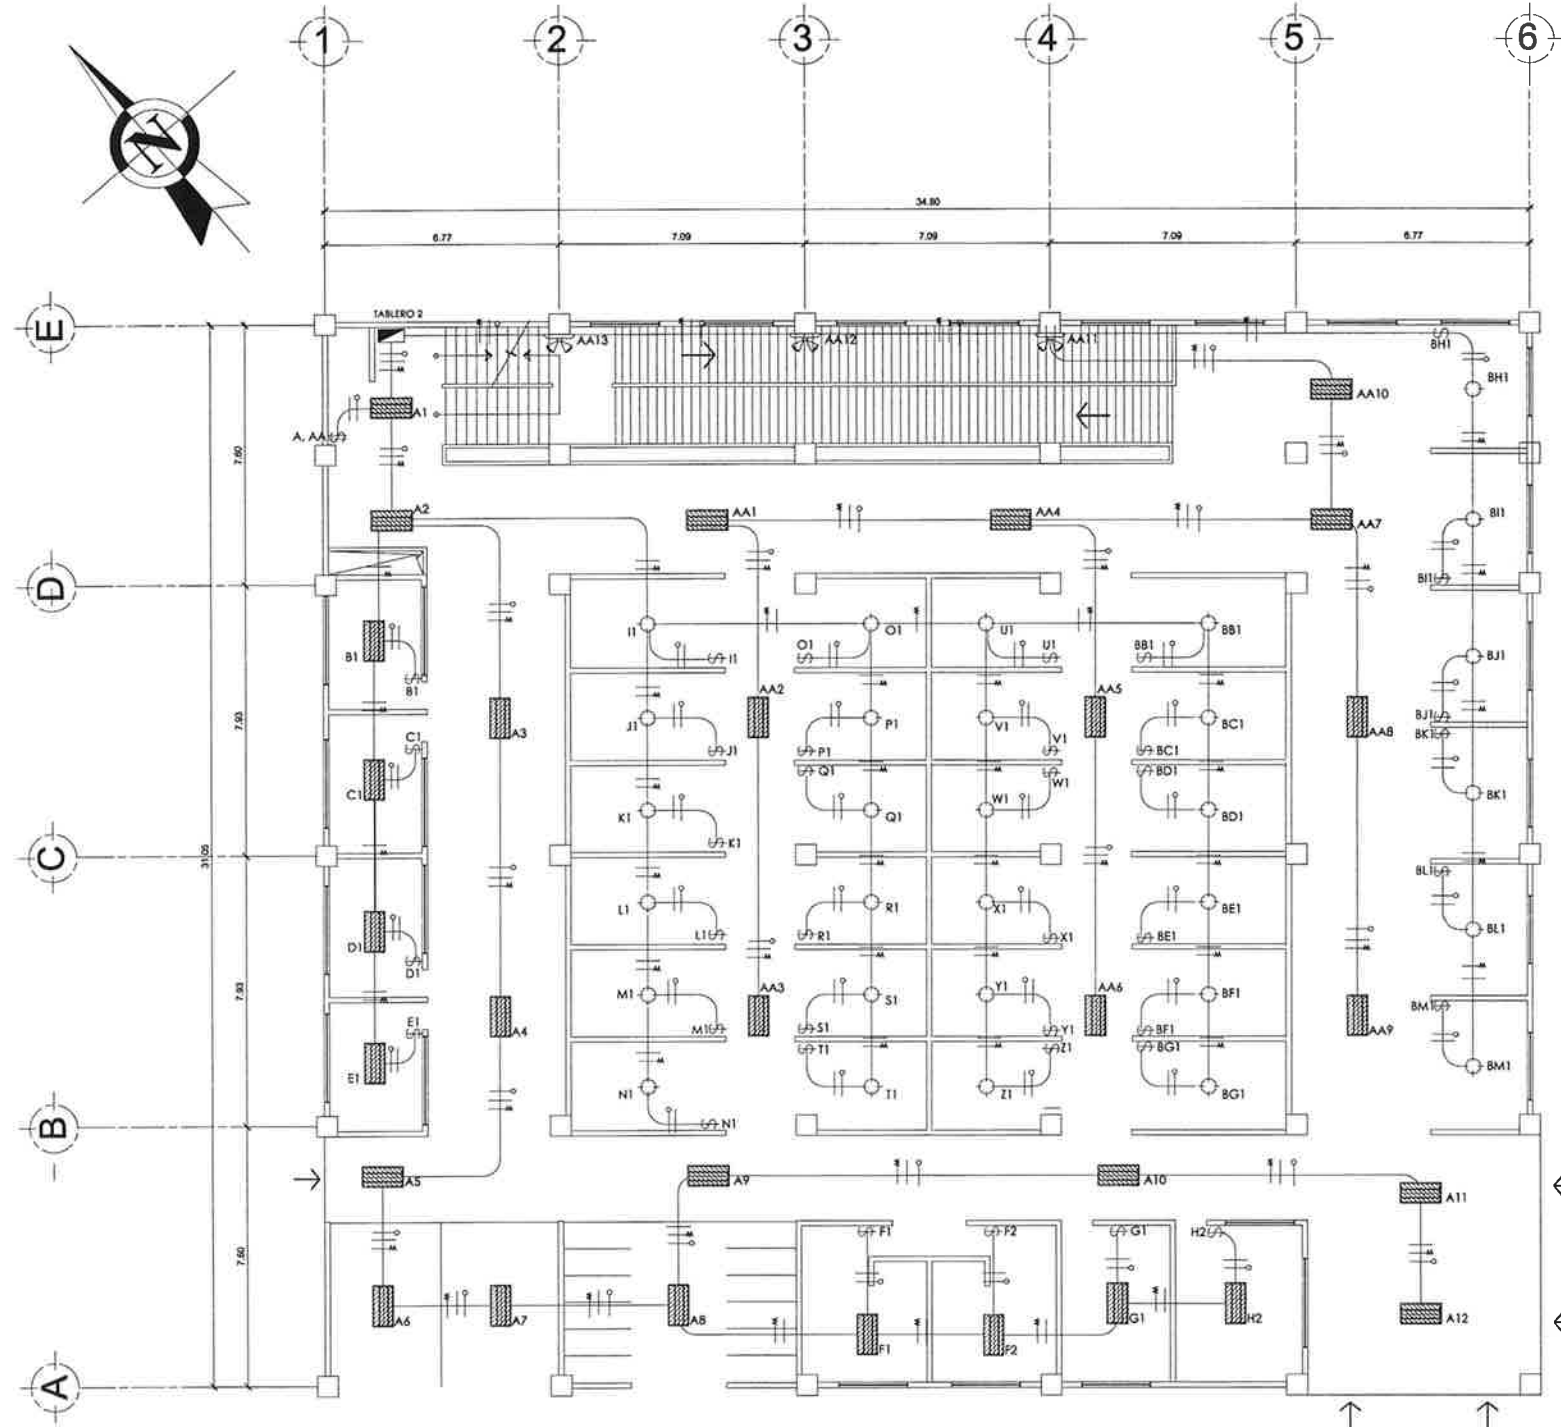 1 2 3 4 5 6
N
34.80
6.77 7.09 7.09 7.09 6.77
E
TABLERO 2
AA13 AA12 AA11
BH1
BH1
AA10
A1
A, AA
7.60
A2 AA1 AA4 AA7 BI1
D
BI1
I1 O1 U1 BB1
B1 O1 I1 U1 BB1 BJ1
B1
AA2 AA5
J1 P1 V1 BC1 BJ1
7.93
A3 AA8
C1 J1 P1 V1 BC1 BK1
C1 Q1 W1 BD1 BK1
K1 Q1 W1 BD1
K1
C
31.05
BL1
L1 R1 X1 BE1
L1 R1 X1 BE1 BL1
D1
D1
7.93
AA3 AA6
M1 S1 Y1 BF1 BM1
E1 M1 S1 Y1 BF1
A4 AA9
T1 Z1 BG1
E1 BM1
N1 T1 Z1 BG1
N1
B
A5 A9 A10 A11
7.60
F1 F2 G1 H2
A6 A7 A8 G1 H2 A12
F1 F2
A